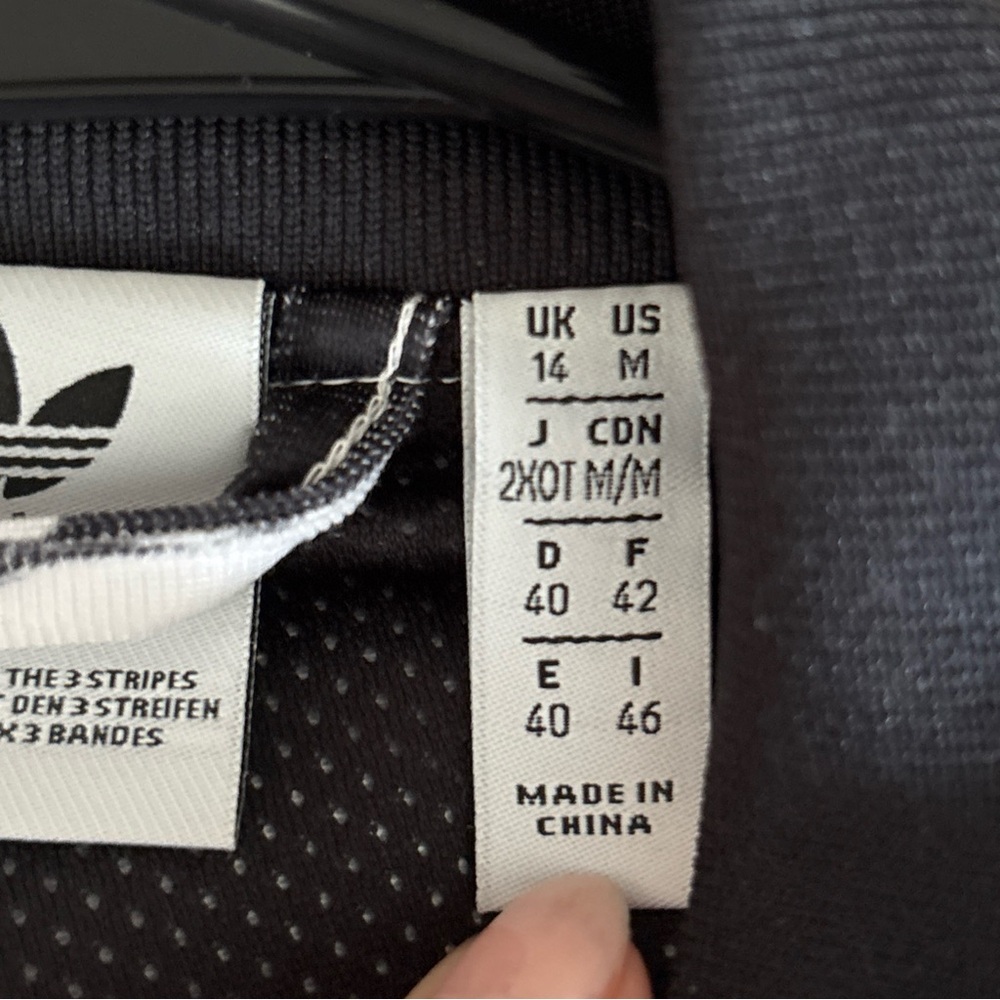 THE 3 STRIPES
DEN 3 STREIFEN
3 BANDES
UK US
14 M
J CDN
2XOT M/M
D F
40 42
E I
40 46
MADE IN
CHINA